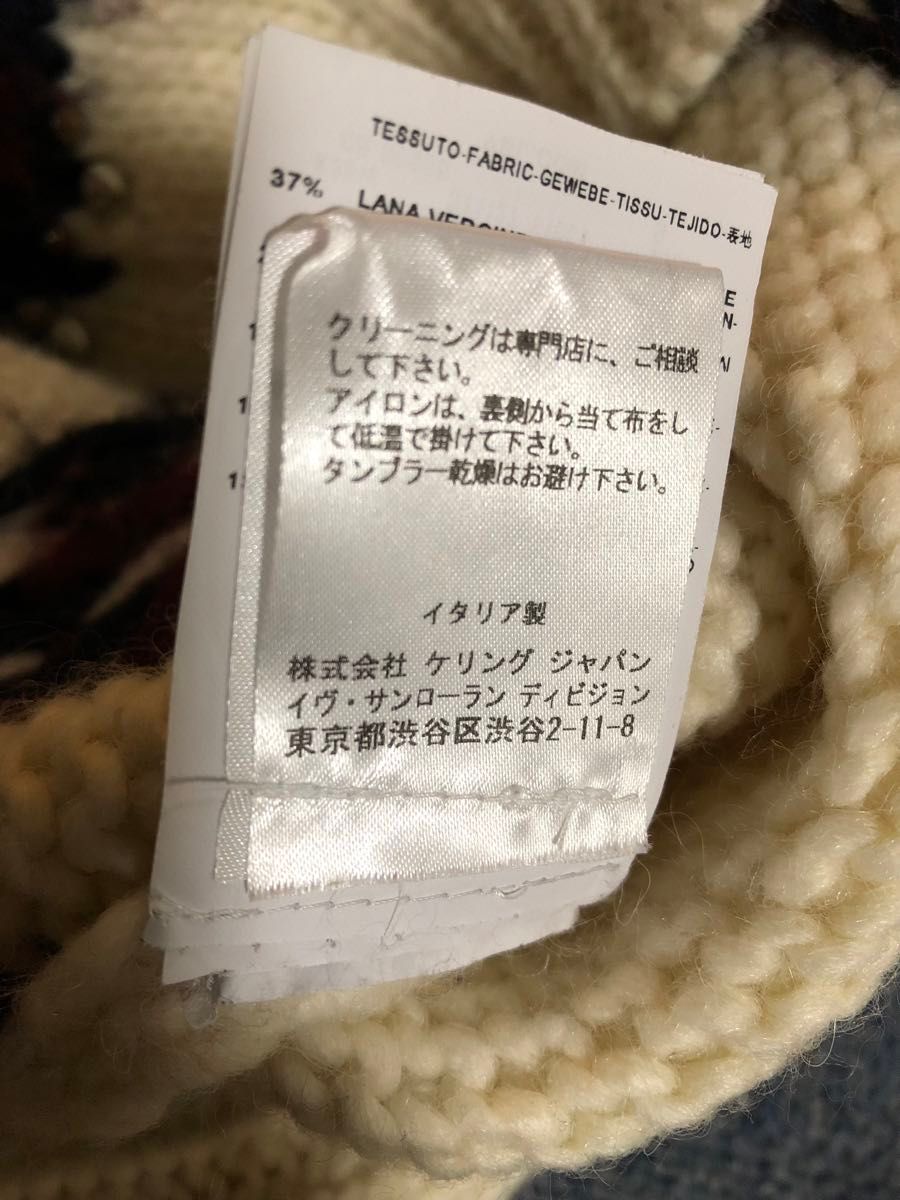 TESSUTO-FABRIC-GEWEBE-TISSU-TEJIDO-表地
37% LANA
クリーニングは専門店に、ご相談
して下さい。
アイロンは、裏側から当て布をし
て低温で掛けて下さい。
タンブラー乾燥はお避け下さい。
イタリア製
株式会社 ケリング ジャパン
イヴ・サンローラン ディビジョン
東京都渋谷区渋谷2-11-8